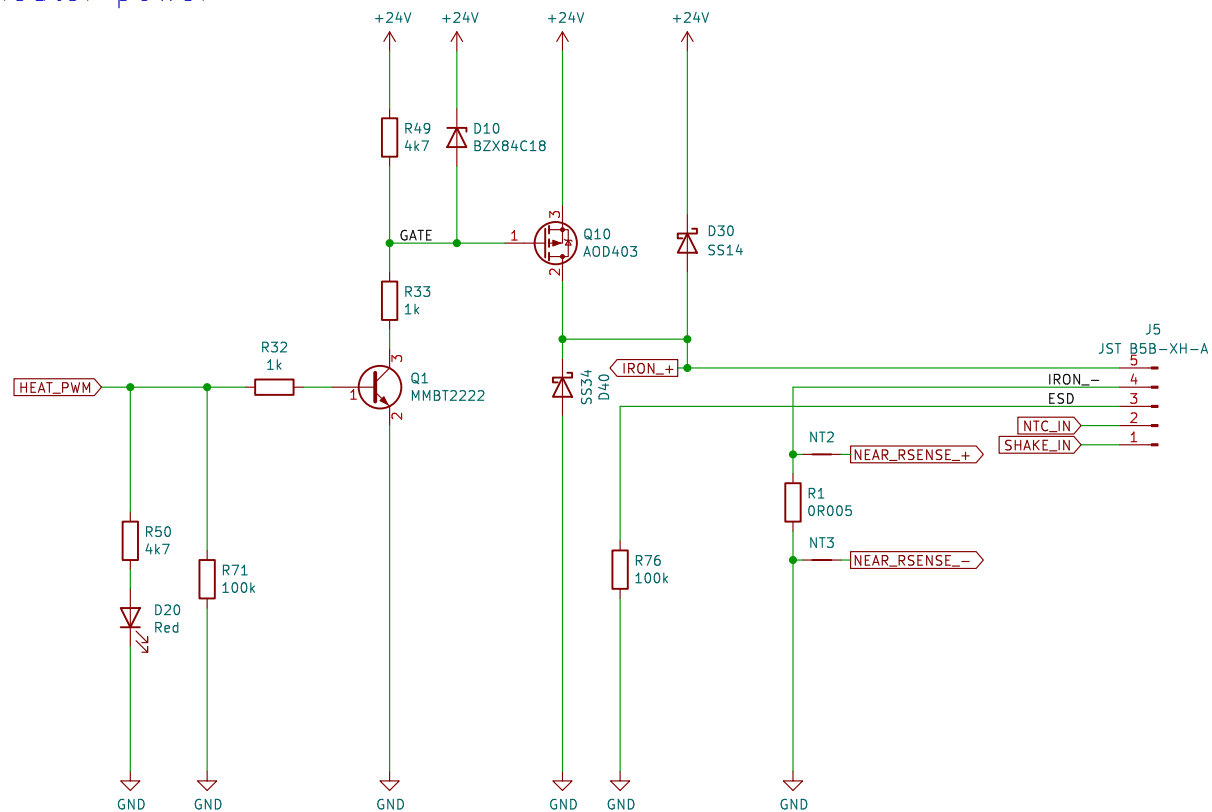 +24V
+24V
+24V
+24V
R49
4k7
D10
BZX84C18
GATE
1
3
2
Q10
AOD403
D30
SS14
R33
1k
J5
JST B5B-XH-A
R32
1k
HEAT_PWM
1
3
2
Q1
MMBT2222
SS34
D40
IRON_+
5
IRON_-
4
ESD
3
NTC_IN
2
SHAKE_IN
1
NT2
NEAR_RSENSE_+
R1
0R005
NT3
NEAR_RSENSE_-
R50
4k7
R71
100k
R76
100k
D20
Red
GND
GND
GND
GND
GND
GND